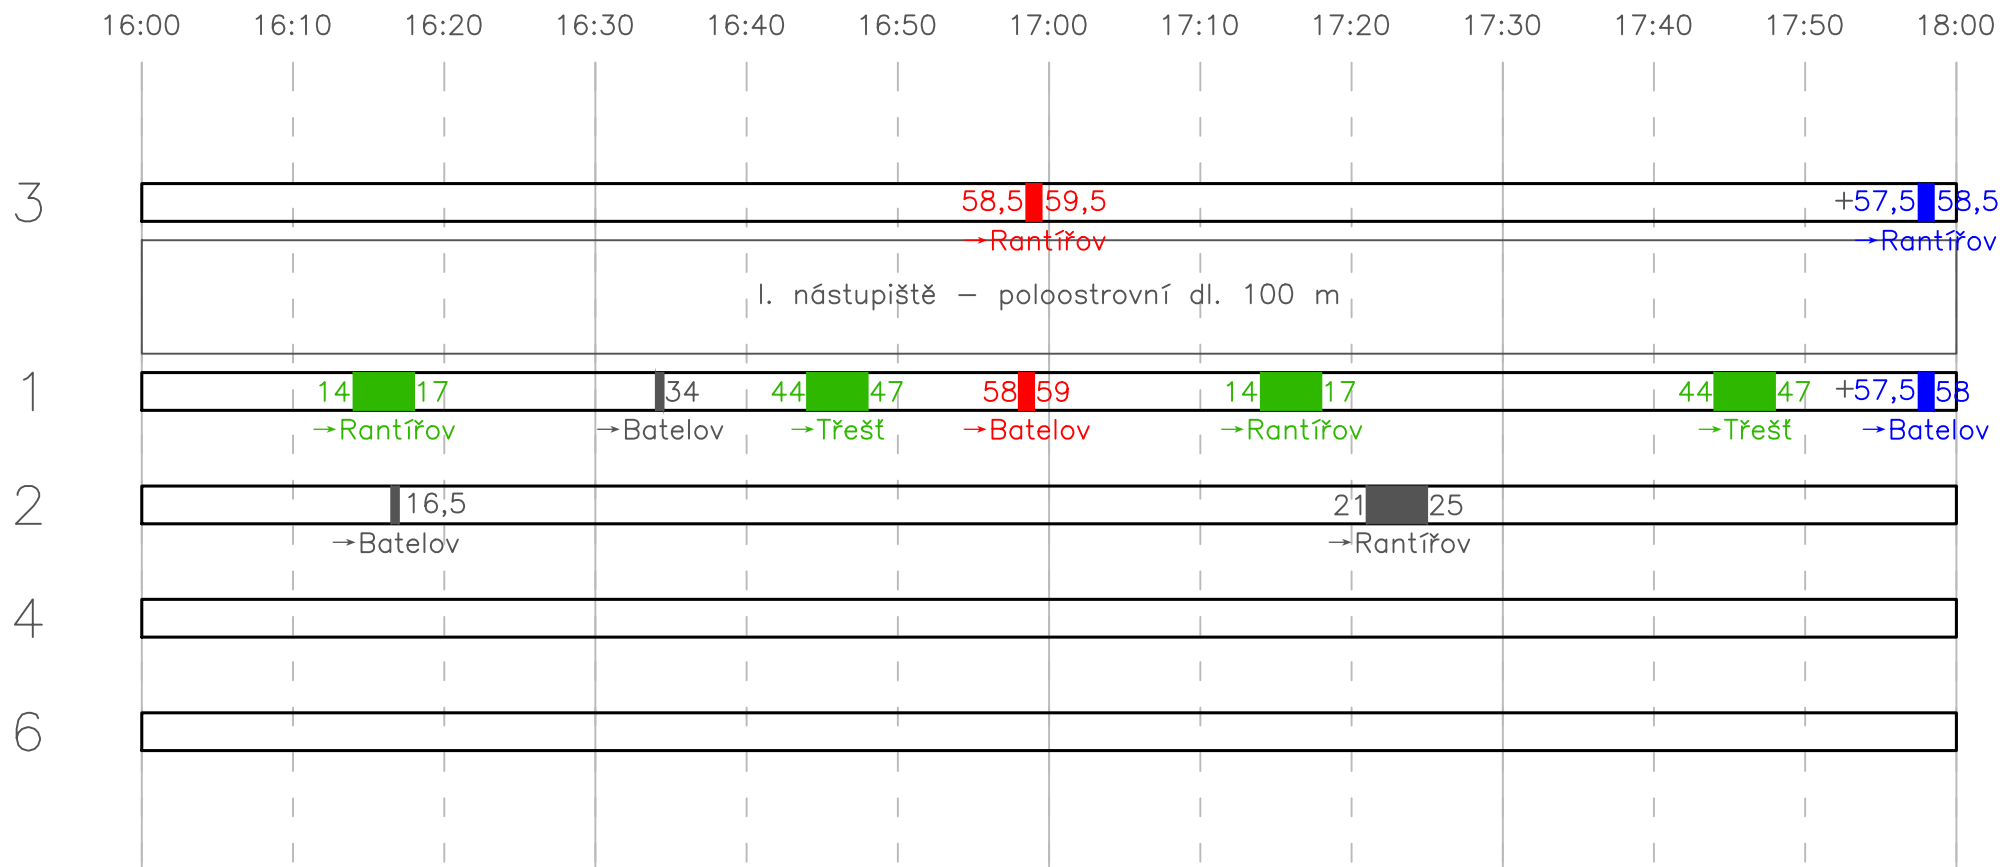 16:00 16:10 16:20 16:30 16:40 16:50 17:00 17:10 17:20 17:30 17:40 17:50 18:00
3 58,5 59,5 +57,5 58,5
→Rantířov →Rantířov
I. nástupiště – poloostrovní dl. 100 m
1 14 17 34 44 47 58 59 14 17 44 47 +57,5 58
→Rantířov →Batelov →Třešť →Batelov →Rantířov →Třešť →Batelov
2 16,5 21 25
→Batelov →Rantířov
4
6